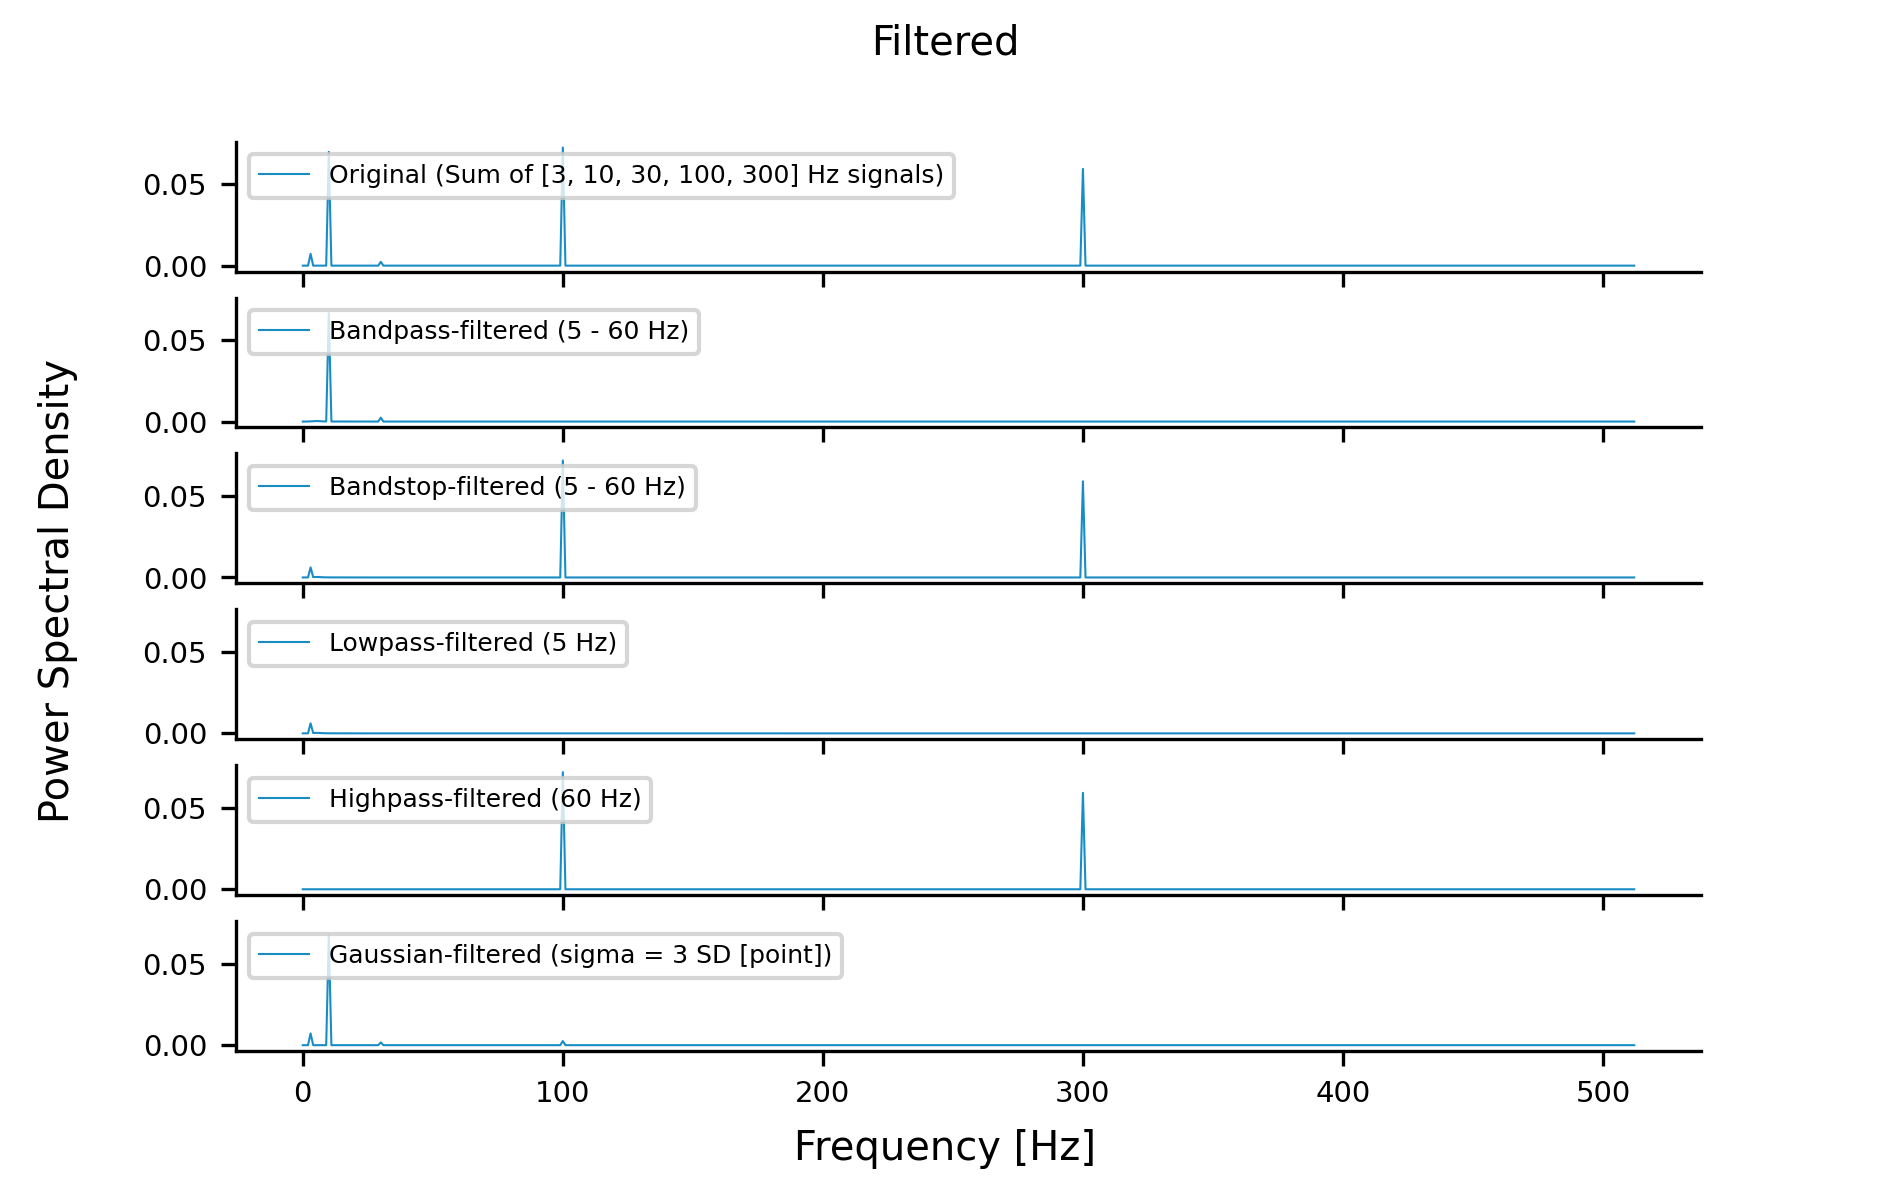 Filtered
Power Spectral Density
0.05
0.00
Original (Sum of [3, 10, 30, 100, 300] Hz signals)
0.05
0.00
Bandpass-filtered (5 - 60 Hz)
0.05
0.00
Bandstop-filtered (5 - 60 Hz)
0.05
0.00
Lowpass-filtered (5 Hz)
0.05
0.00
Highpass-filtered (60 Hz)
0.05
0.00
Gaussian-filtered (sigma = 3 SD [point])
0 100 200 300 400 500
Frequency [Hz]